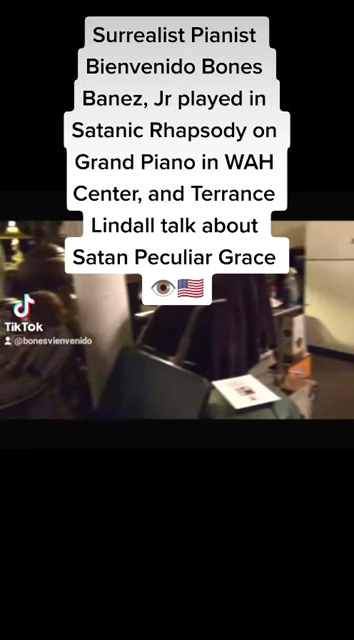 Surrealist Pianist
Bienvenido Bones
Banez, Jr played in
Satanic Rhapsody on
Grand Piano in WAH
Center, and Terrance
Lindall talk about
Satan Peculiar Grace
👁️🇺🇸
TikTok
@bonesvienvenido